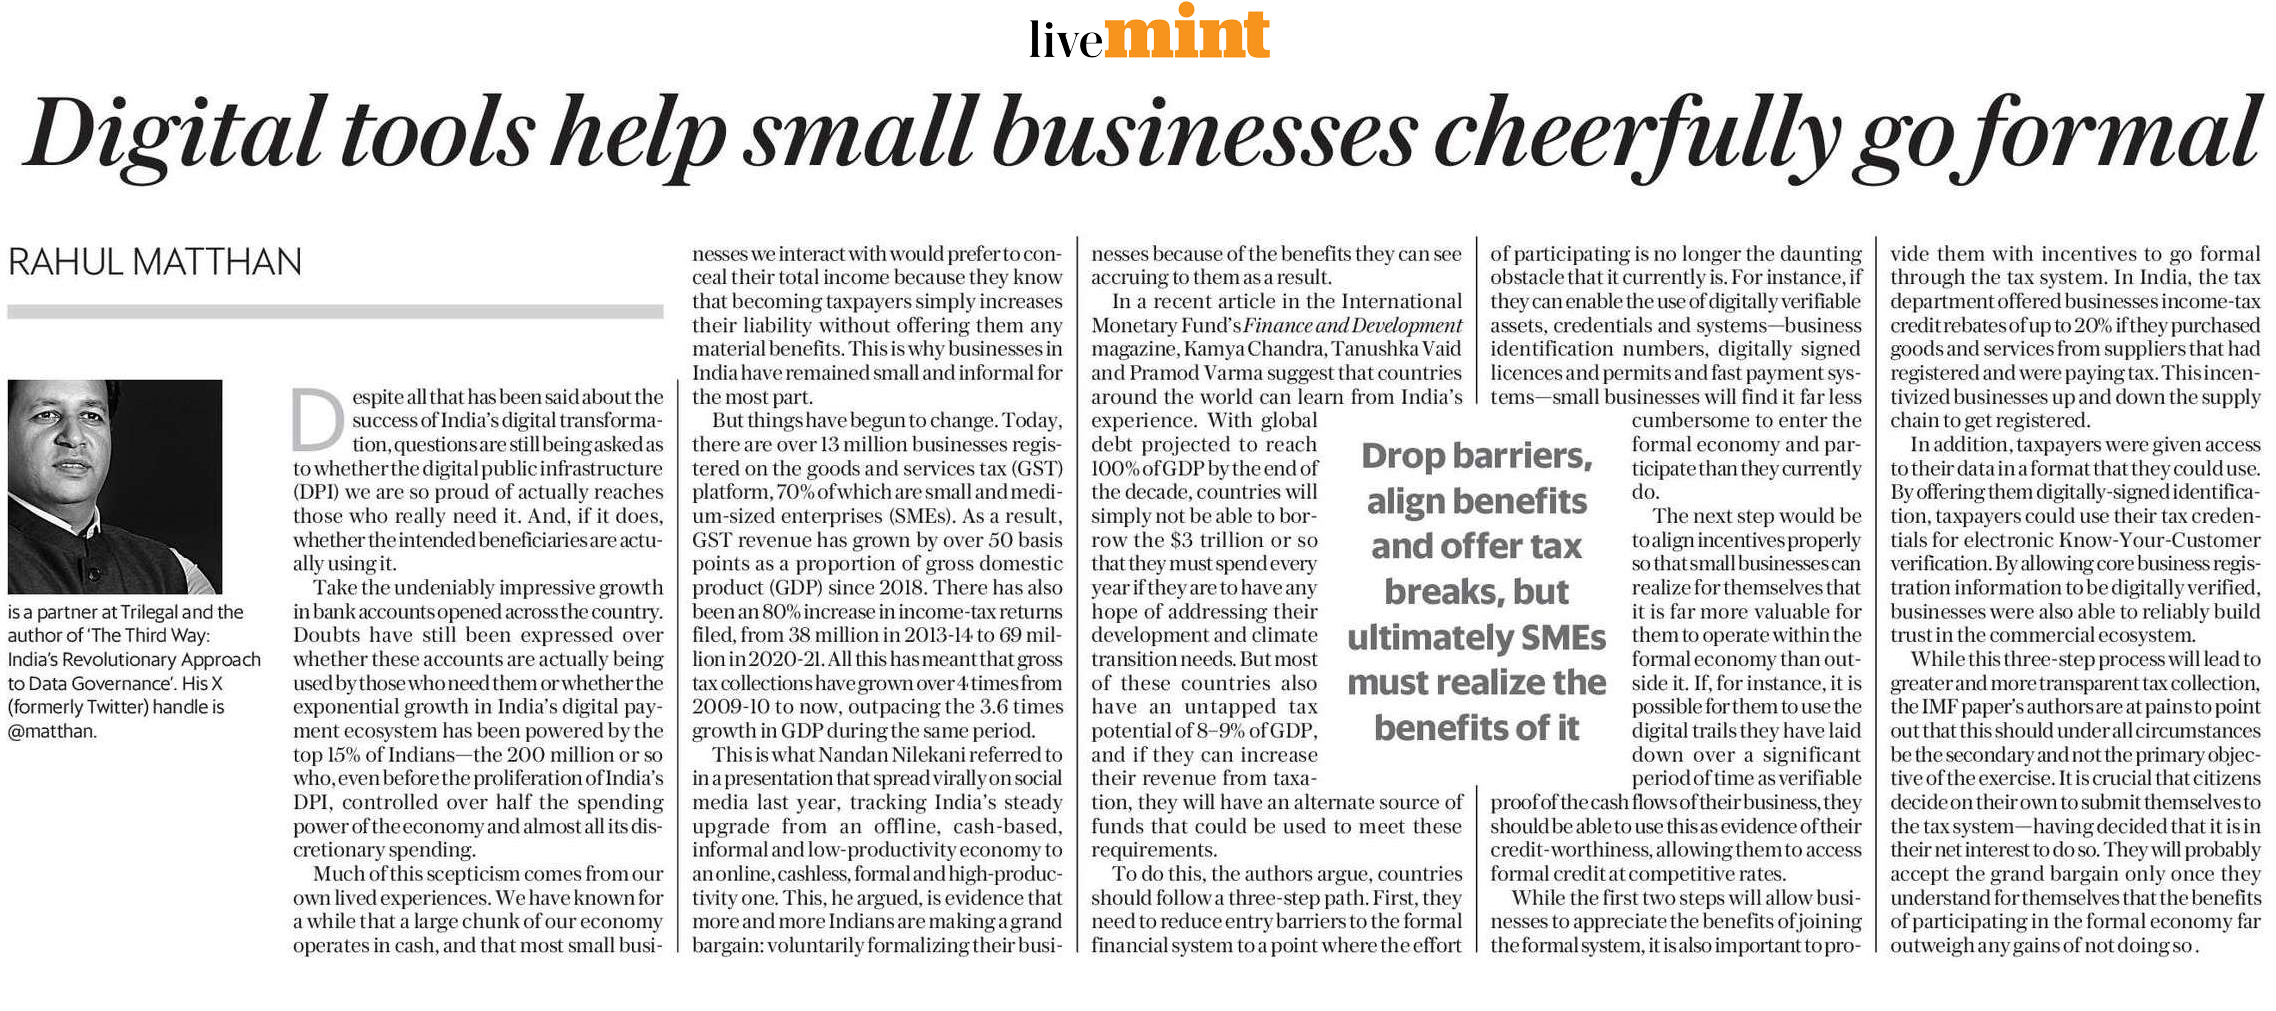 livemint
Digital tools help small businesses cheerfully go formal
RAHUL MATTHAN
is a partner at Trilegal and the
author of 'The Third Way:
India's Revolutionary Approach
to Data Governance'. His X
(formerly Twitter) handle is
@matthan.
Despite all that has been said about the
success of India's digital transforma-
tion, questions are still being asked as
to whether the digital public infrastructure
(DPI) we are so proud of actually reaches
those who really need it. And, if it does,
whether the intended beneficiaries are actu-
ally using it.
Take the undeniably impressive growth
in bank accounts opened across the country.
Doubts have still been expressed over
whether these accounts are actually being
used by those who need them or whether the
exponential growth in India's digital pay-
ment ecosystem has been powered by the
top 15% of Indians—the 200 million or so
who, even before the proliferation of India's
DPI, controlled over half the spending
power of the economy and almost all its dis-
cretionary spending.
Much of this scepticism comes from our
own lived experiences. We have known for
a while that a large chunk of our economy
operates in cash, and that most small busi-
nesses we interact with would prefer to con-
ceal their total income because they know
that becoming taxpayers simply increases
their liability without offering them any
material benefits. This is why businesses in
India have remained small and informal for
the most part.
But things have begun to change. Today,
there are over 13 million businesses regis-
tered on the goods and services tax (GST)
platform, 70% of which are small and medi-
um-sized enterprises (SMEs). As a result,
GST revenue has grown by over 50 basis
points as a proportion of gross domestic
product (GDP) since 2018. There has also
been an 80% increase in income-tax returns
filed, from 38 million in 2013-14 to 69 mil-
lion in 2020-21. All this has meant that gross
tax collections have grown over 4 times from
2009-10 to now, outpacing the 3.6 times
growth in GDP during the same period.
This is what Nandan Nilekani referred to
in a presentation that spread virally on social
media last year, tracking India's steady
upgrade from an offline, cash-based,
informal and low-productivity economy to
an online, cashless, formal and high-produc-
tivity one. This, he argued, is evidence that
more and more Indians are making a grand
bargain: voluntarily formalizing their busi-
nesses because of the benefits they can see
accruing to them as a result.
In a recent article in the International
Monetary Fund's Finance and Development
magazine, Kamya Chandra, Tanushka Vaid
and Pramod Varma suggest that countries
around the world can learn from India's
experience. With global
debt projected to reach
100% of GDP by the end of
the decade, countries will
simply not be able to bor-
row the $3 trillion or so
that they must spend every
year if they are to have any
hope of addressing their
development and climate
transition needs. But most
of these countries also
have an untapped tax
potential of 8–9% of GDP,
and if they can increase
their revenue from taxa-
tion, they will have an alternate source of
funds that could be used to meet these
requirements.
To do this, the authors argue, countries
should follow a three-step path. First, they
need to reduce entry barriers to the formal
financial system to a point where the effort
Drop barriers,
align benefits
and offer tax
breaks, but
ultimately SMEs
must realize the
benefits of it
of participating is no longer the daunting
obstacle that it currently is. For instance, if
they can enable the use of digitally verifiable
assets, credentials and systems—business
identification numbers, digitally signed
licences and permits and fast payment sys-
tems—small businesses will find it far less
cumbersome to enter the
formal economy and par-
ticipate than they currently
do.
The next step would be
to align incentives properly
so that small businesses can
realize for themselves that
it is far more valuable for
them to operate within the
formal economy than out-
side it. If, for instance, it is
possible for them to use the
digital trails they have laid
down over a significant
period of time as verifiable
proof of the cash flows of their business, they
should be able to use this as evidence of their
credit-worthiness, allowing them to access
formal credit at competitive rates.
While the first two steps will allow busi-
nesses to appreciate the benefits of joining
the formal system, it is also important to pro-
vide them with incentives to go formal
through the tax system. In India, the tax
department offered businesses income-tax
credit rebates of up to 20% if they purchased
goods and services from suppliers that had
registered and were paying tax. This incen-
tivized businesses up and down the supply
chain to get registered.
In addition, taxpayers were given access
to their data in a format that they could use.
By offering them digitally-signed identifica-
tion, taxpayers could use their tax creden-
tials for electronic Know-Your-Customer
verification. By allowing core business regis-
tration information to be digitally verified,
businesses were also able to reliably build
trust in the commercial ecosystem.
While this three-step process will lead to
greater and more transparent tax collection,
the IMF paper's authors are at pains to point
out that this should under all circumstances
be the secondary and not the primary objec-
tive of the exercise. It is crucial that citizens
decide on their own to submit themselves to
the tax system—having decided that it is in
their net interest to do so. They will probably
accept the grand bargain only once they
understand for themselves that the benefits
of participating in the formal economy far
outweigh any gains of not doing so.